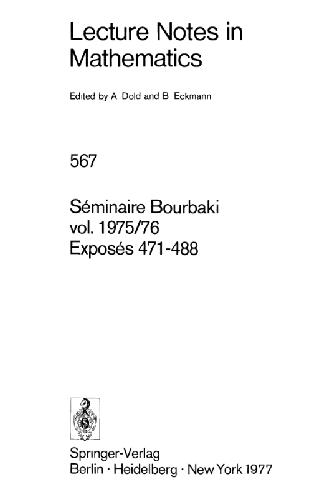 Lecture Notes in
Mathematics
Edited by A Dold and B Eckmann
567
Séminaire Bourbaki
vol. 1975/76
Exposés 471-488
Springer-Verlag
Berlin · Heidelberg · New York 1977